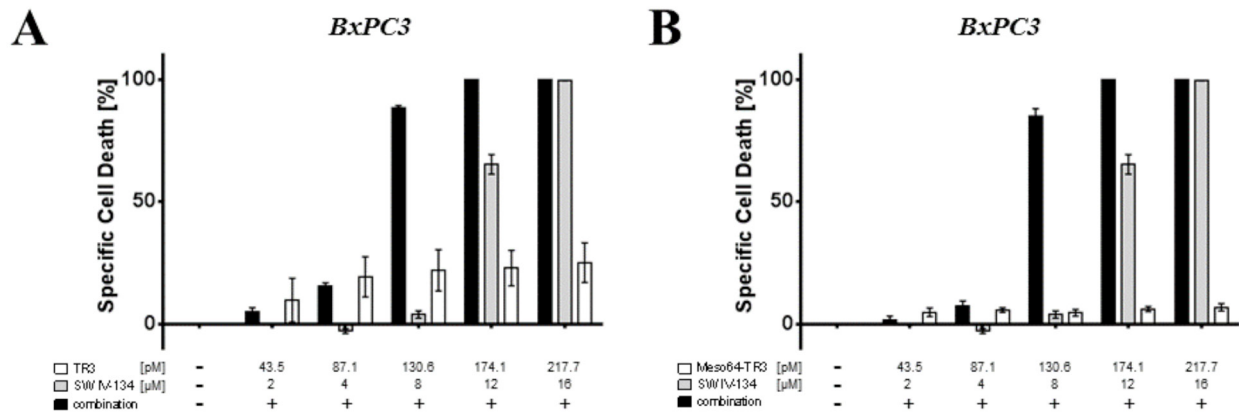 A
BxPC3
Specific Cell Death [%]
100
50
0
TR3 [pM] - 43.5 87.1 130.6 174.1 217.7
SW IV-134 [µM] - 2 4 8 12 16
combination - + + + + +
B
BxPC3
Specific Cell Death [%]
100
50
0
Meso64-TR3 [pM] - 43.5 87.1 130.6 174.1 217.7
SW IV-134 [µM] - 2 4 8 12 16
combination - + + + + +